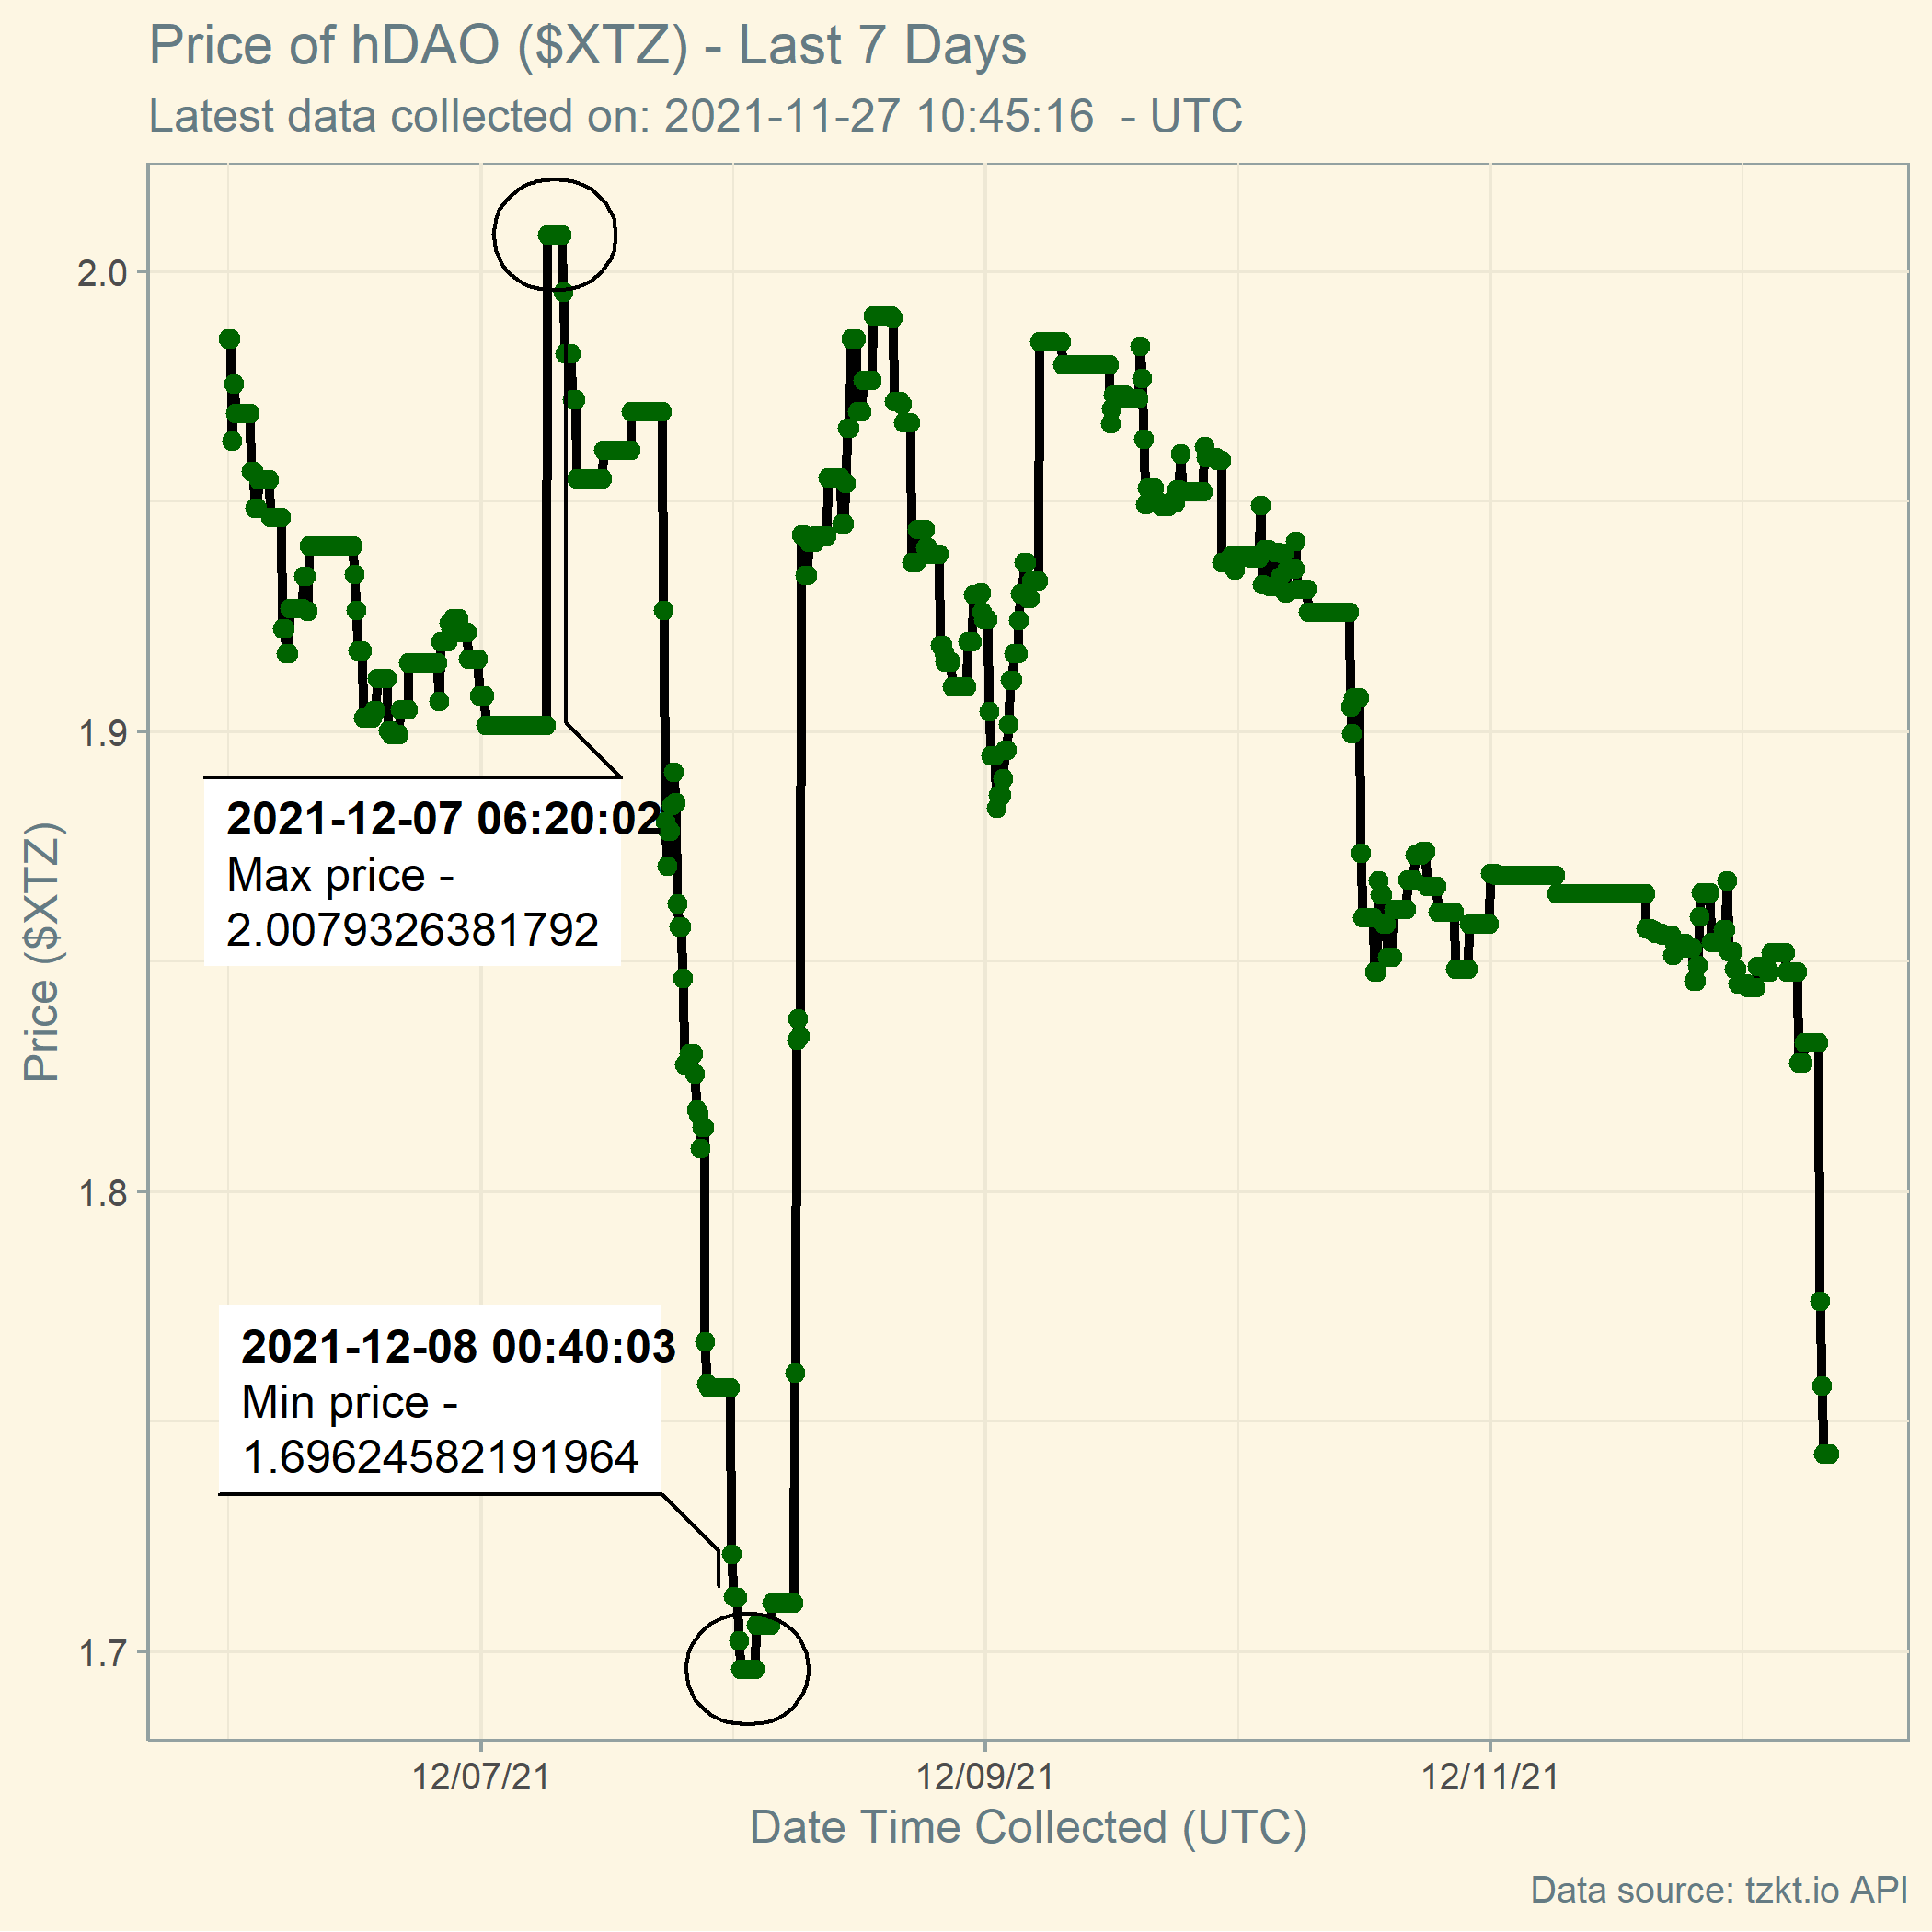 Price of hDAO ($XTZ) - Last 7 Days
Latest data collected on: 2021-11-27 10:45:16  - UTC
Price ($XTZ)
2.0
1.9
1.8
1.7
2021-12-07 06:20:02
Max price -
2.00793263817​92
2021-12-08 00:40:03
Min price -
1.69624582191964
12/07/21
12/09/21
12/11/21
Date Time Collected (UTC)
Data source: tzkt.io API